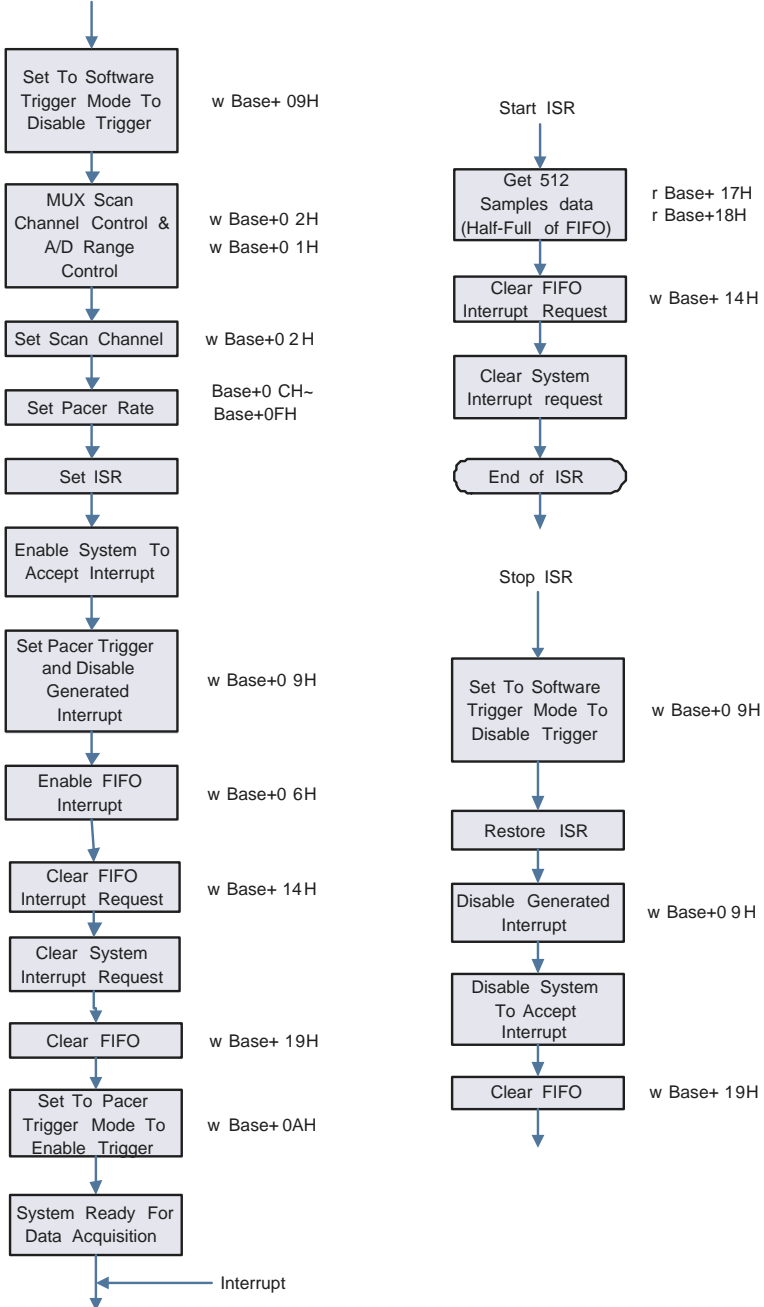 Set To Software
Trigger Mode To
Disable Trigger
w Base+ 09H
MUX Scan
Channel Control &
A/D Range
Control
w Base+0 2H
w Base+0 1H
Set Scan Channel
w Base+0 2H
Set Pacer Rate
Base+0 CH~
Base+0FH
Set ISR
Enable System To
Accept Interrupt
Set Pacer Trigger
and Disable
Generated
Interrupt
w Base+0 9H
Enable FIFO
Interrupt
w Base+0 6H
Clear FIFO
Interrupt Request
w Base+ 14H
Clear System
Interrupt Request
Clear FIFO
w Base+ 19H
Set To Pacer
Trigger Mode To
Enable Trigger
w Base+ 0AH
System Ready For
Data Acquisition
Interrupt
Start ISR
Get 512
Samples data
(Half-Full of FIFO)
r Base+ 17H
r Base+18H
Clear FIFO
Interrupt Request
w Base+ 14H
Clear System
Interrupt request
End of ISR
Stop ISR
Set To Software
Trigger Mode To
Disable Trigger
w Base+0 9H
Restore ISR
Disable Generated
Interrupt
w Base+0 9H
Disable System
To Accept
Interrupt
Clear FIFO
w Base+ 19H